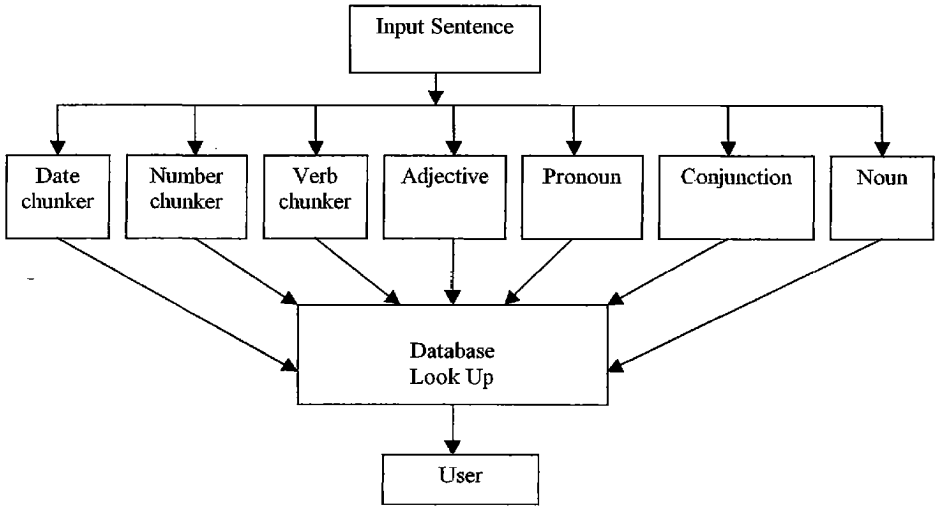 Input Sentence
Date
chunker
Number
chunker
Verb
chunker
Adjective
Pronoun
Conjunction
Noun
Database
Look Up
User